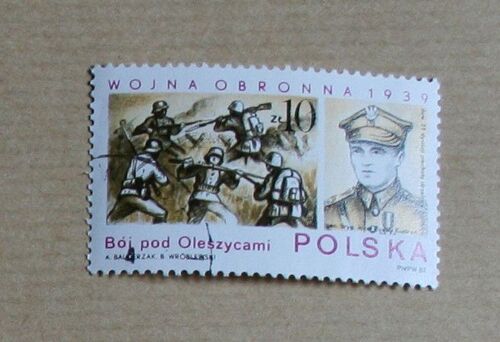 WOJNA OBRONNA 1939
zł 10
Bój pod Oleszycami
POLSKA
A. BALCERZAK, B. WRÓBLEWSKI
PWPW 87